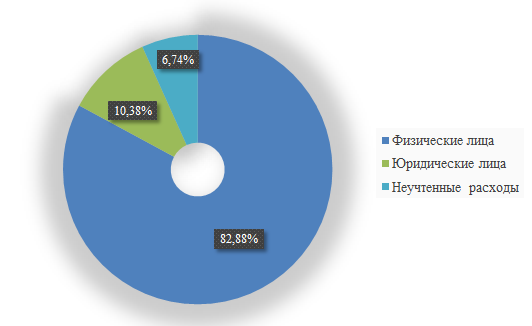 6,74%
10,38%
82,88%
Физические лица
Юридические лица
Неучтенные расходы